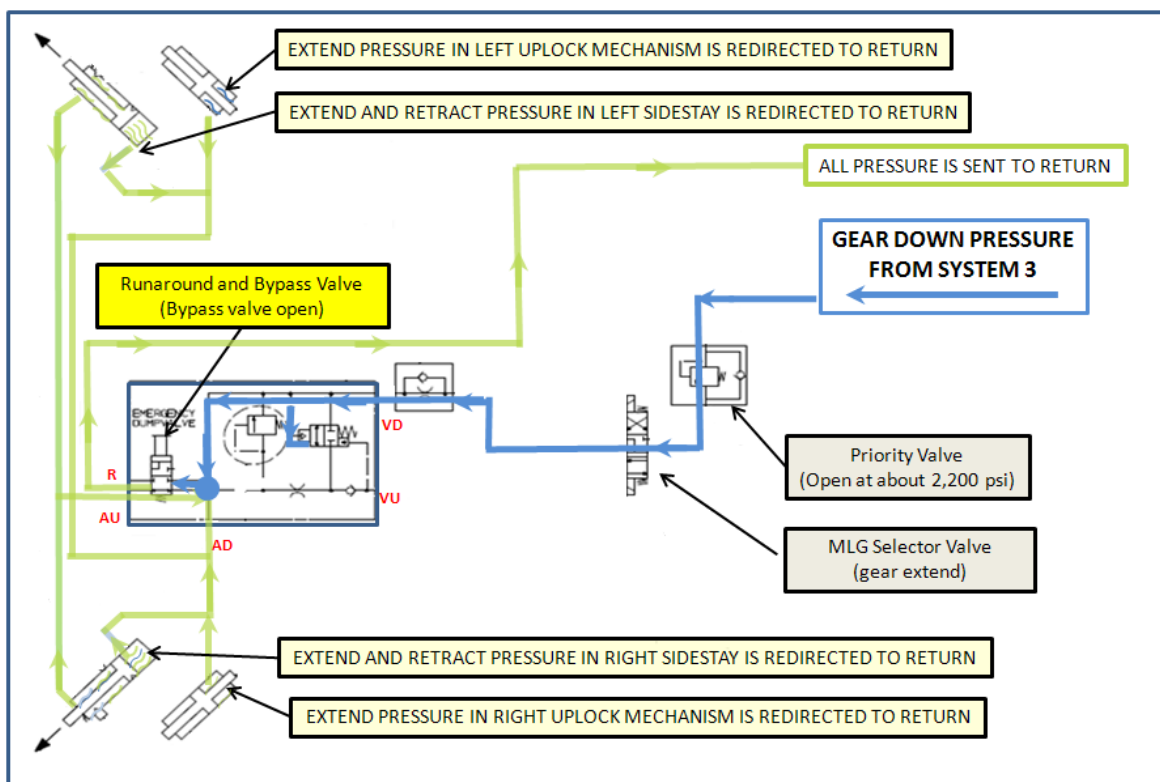 EXTEND PRESSURE IN LEFT UPLOCK MECHANISM IS REDIRECTED TO RETURN
EXTEND AND RETRACT PRESSURE IN LEFT SIDESTAY IS REDIRECTED TO RETURN
ALL PRESSURE IS SENT TO RETURN
GEAR DOWN PRESSURE
FROM SYSTEM 3
Runaround and Bypass Valve
(Bypass valve open)
EMERGENCY
DUMPVALVE
VD
R
VU
AU
AD
Priority Valve
(Open at about 2,200 psi)
MLG Selector Valve
(gear extend)
EXTEND AND RETRACT PRESSURE IN RIGHT SIDESTAY IS REDIRECTED TO RETURN
EXTEND PRESSURE IN RIGHT UPLOCK MECHANISM IS REDIRECTED TO RETURN